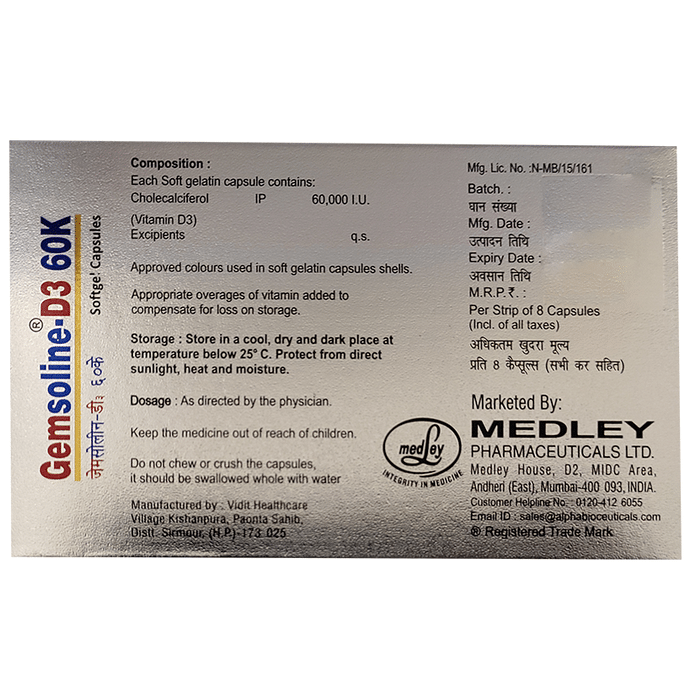 Gemsoline-D3 60K
®
जेमसोलीन-डी३ ६०के
Softgel Capsules
Composition :
Each Soft gelatin capsule contains:
Cholecalciferol IP 60,000 I.U.
(Vitamin D3)
Excipients q.s.
Approved colours used in soft gelatin capsules shells.
Appropriate overages of vitamin added to
compensate for loss on storage.
Storage : Store in a cool, dry and dark place at
temperature below 25° C. Protect from direct
sunlight, heat and moisture.
Dosage : As directed by the physician.
Keep the medicine out of reach of children.
Do not chew or crush the capsules,
it should be swallowed whole with water
Manufactured by : Vidit Healthcare
Village Kishanpura, Paonta Sahib,
Distt. Sirmour, (H.P.)-173 025
Mfg. Lic. No. :N-MB/15/161
Batch. :
घान संख्या
Mfg. Date :
उत्पादन तिथि
Expiry Date :
अवसान तिथि
M.R.P.₹. :
Per Strip of 8 Capsules
(Incl. of all taxes)
अधिकतम खुदरा मूल्य
प्रति 8 कैप्सूल्स (सभी कर सहित)
Marketed By:
medley
INTEGRITY IN MEDICINE
MEDLEY
PHARMACEUTICALS LTD.
Medley House, D2, MIDC Area,
Andheri (East), Mumbai-400 093, INDIA.
Customer Helpline No.: 0120-412 6055
Email ID : sales@alphabioceuticals.com
® Registered Trade Mark